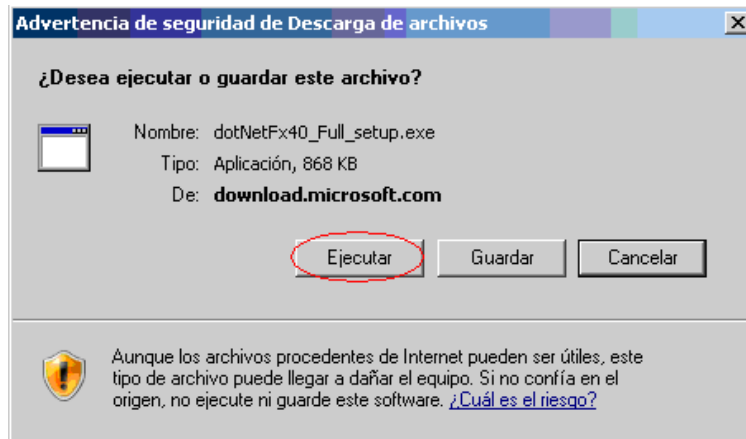 Advertencia de seguridad de Descarga de archivos
¿Desea ejecutar o guardar este archivo?
Nombre: dotNetFx40_Full_setup.exe
Tipo: Aplicación, 868 KB
De: download.microsoft.com
Ejecutar Guardar Cancelar
Aunque los archivos procedentes de Internet pueden ser útiles, este
tipo de archivo puede llegar a dañar el equipo. Si no confía en el
origen, no ejecute ni guarde este software. ¿Cuál es el riesgo?